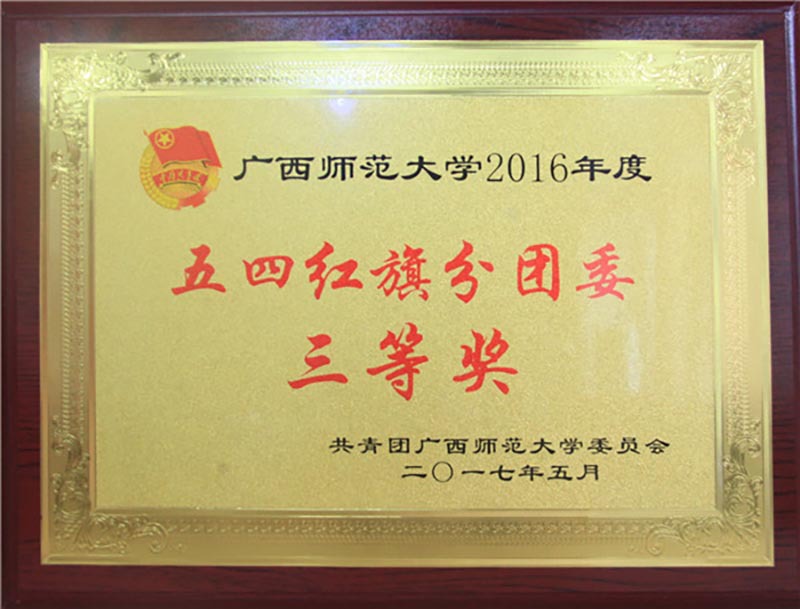 广西师范大学2016年度
五四红旗分团委
三等奖
共青团广西师范大学委员会
二〇一七年五月